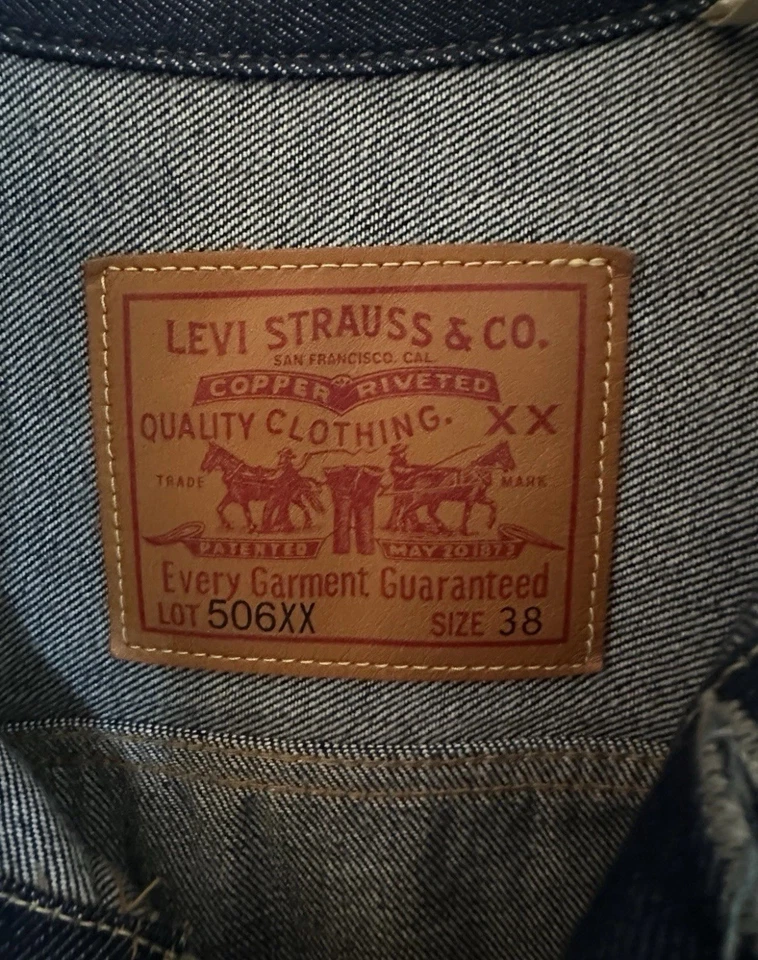 LEVI STRAUSS & CO.
SAN FRANCISCO, CAL.
COPPER RIVETED
QUALITY CLOTHING. XX
TRADE MARK
PATENTED MAY 20 1873
Every Garment Guaranteed
LOT 506XX SIZE 38